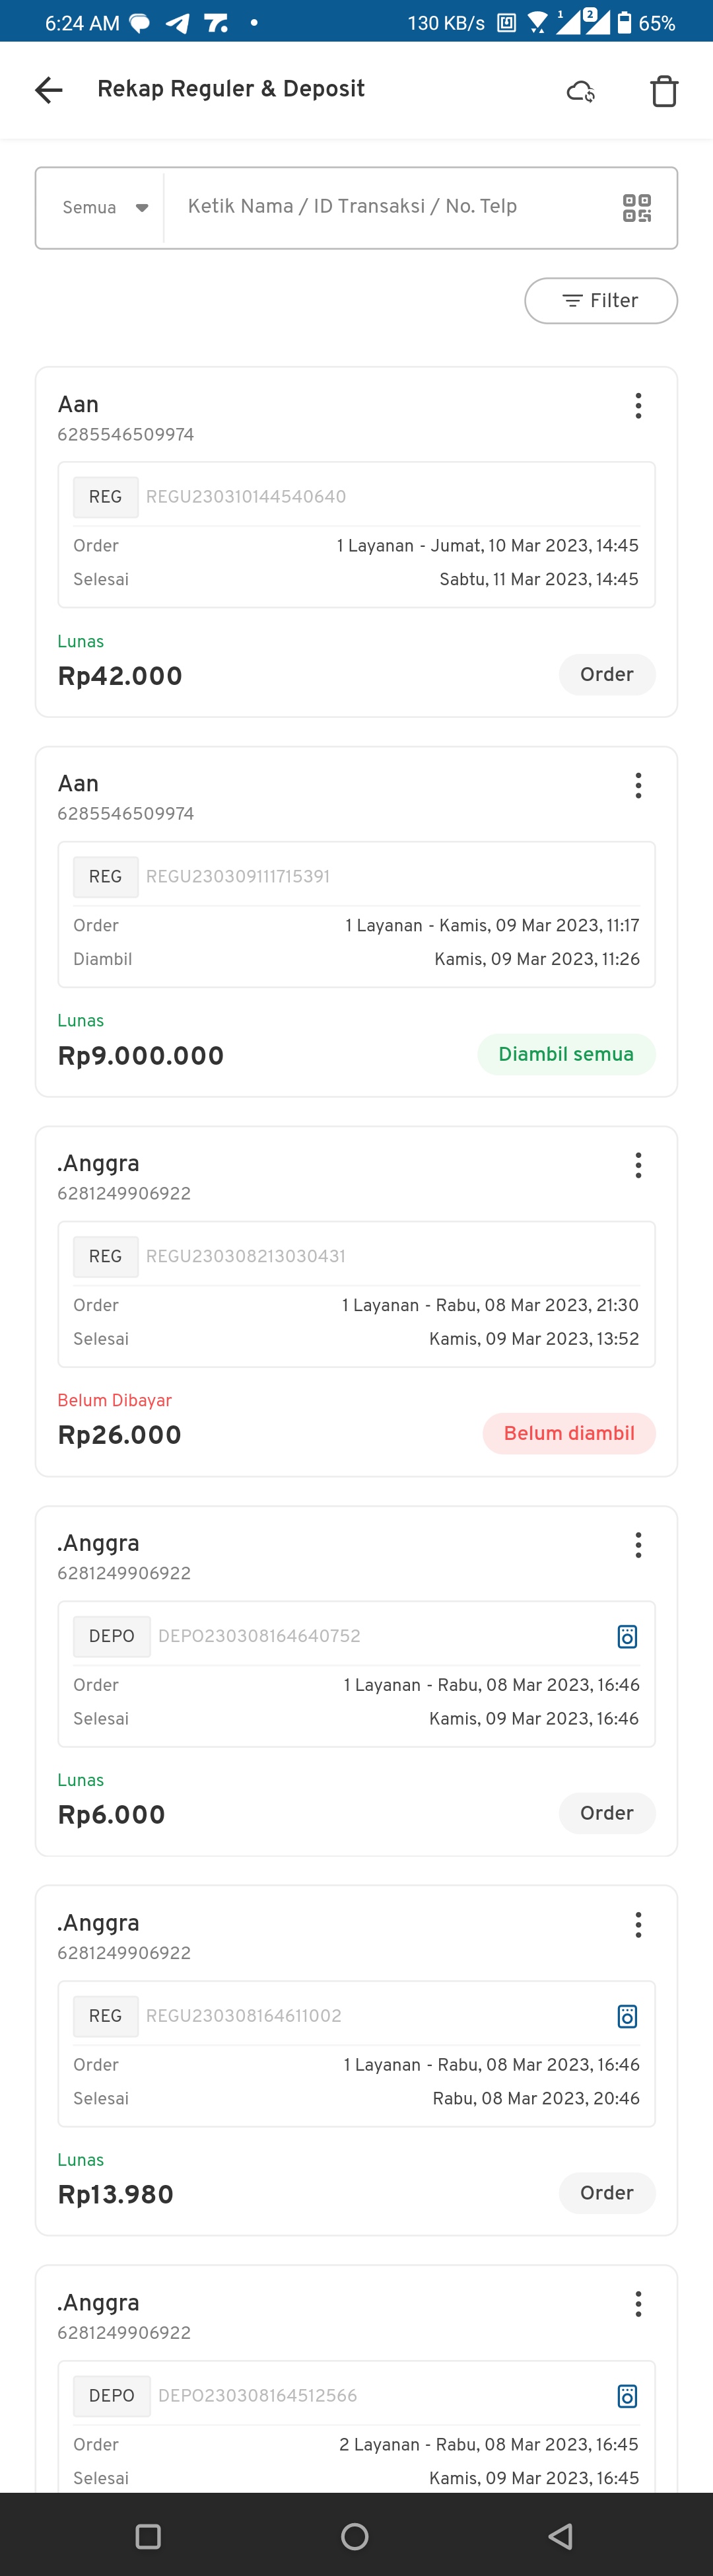 6:24 AM
130 KB/s
1
2
65%
Rekap Reguler & Deposit
Semua
Ketik Nama / ID Transaksi / No. Telp
Filter
Aan
6285546509974
REG REGU230310144540640
Order 1 Layanan - Jumat, 10 Mar 2023, 14:45
Selesai Sabtu, 11 Mar 2023, 14:45
Lunas
Rp42.000 Order
Aan
6285546509974
REG REGU230309111715391
Order 1 Layanan - Kamis, 09 Mar 2023, 11:17
Diambil Kamis, 09 Mar 2023, 11:26
Lunas
Rp9.000.000 Diambil semua
.Anggra
6281249906922
REG REGU230308213030431
Order 1 Layanan - Rabu, 08 Mar 2023, 21:30
Selesai Kamis, 09 Mar 2023, 13:52
Belum Dibayar
Rp26.000 Belum diambil
.Anggra
6281249906922
DEPO DEPO230308164640752
Order 1 Layanan - Rabu, 08 Mar 2023, 16:46
Selesai Kamis, 09 Mar 2023, 16:46
Lunas
Rp6.000 Order
.Anggra
6281249906922
REG REGU230308164611002
Order 1 Layanan - Rabu, 08 Mar 2023, 16:46
Selesai Rabu, 08 Mar 2023, 20:46
Lunas
Rp13.980 Order
.Anggra
6281249906922
DEPO DEPO230308164512566
Order 2 Layanan - Rabu, 08 Mar 2023, 16:45
Selesai Kamis, 09 Mar 2023, 16:45